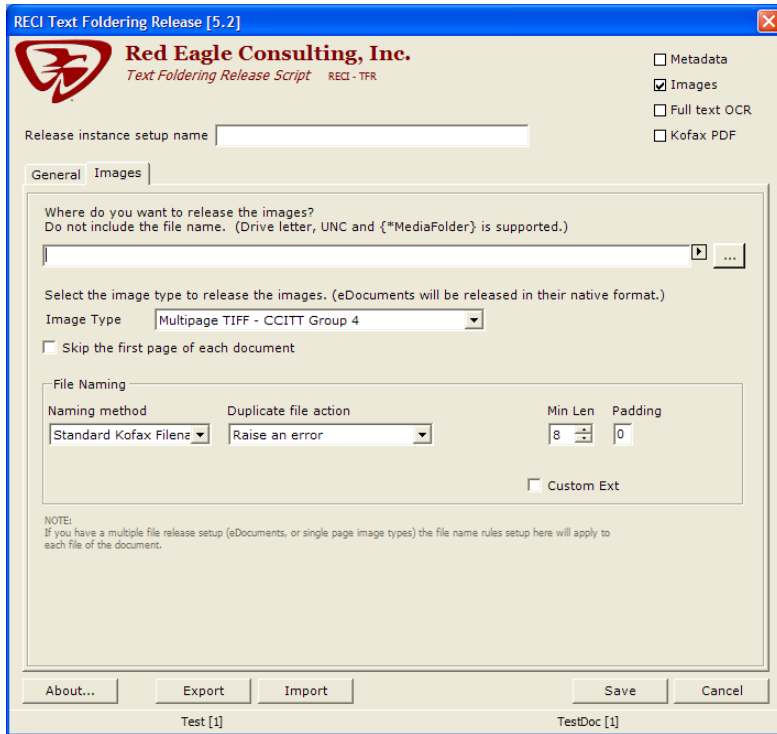 RECI Text Foldering Release [5.2]
Red Eagle Consulting, Inc.
Text Foldering Release Script RECI - TFR
Metadata
Images
Full text OCR
Kofax PDF
Release instance setup name
General Images
Where do you want to release the images?
Do not include the file name. (Drive letter, UNC and {*MediaFolder} is supported.)
...
Select the image type to release the images. (eDocuments will be released in their native format.)
Image Type Multipage TIFF - CCITT Group 4
Skip the first page of each document
File Naming
Naming method Duplicate file action Min Len Padding
Standard Kofax Filena Raise an error 8 0
Custom Ext
NOTE:
If you have a multiple file release setup (eDocuments, or single page image types) the file name rules setup here will apply to
each file of the document.
About... Export Import Save Cancel
Test [1] TestDoc [1]